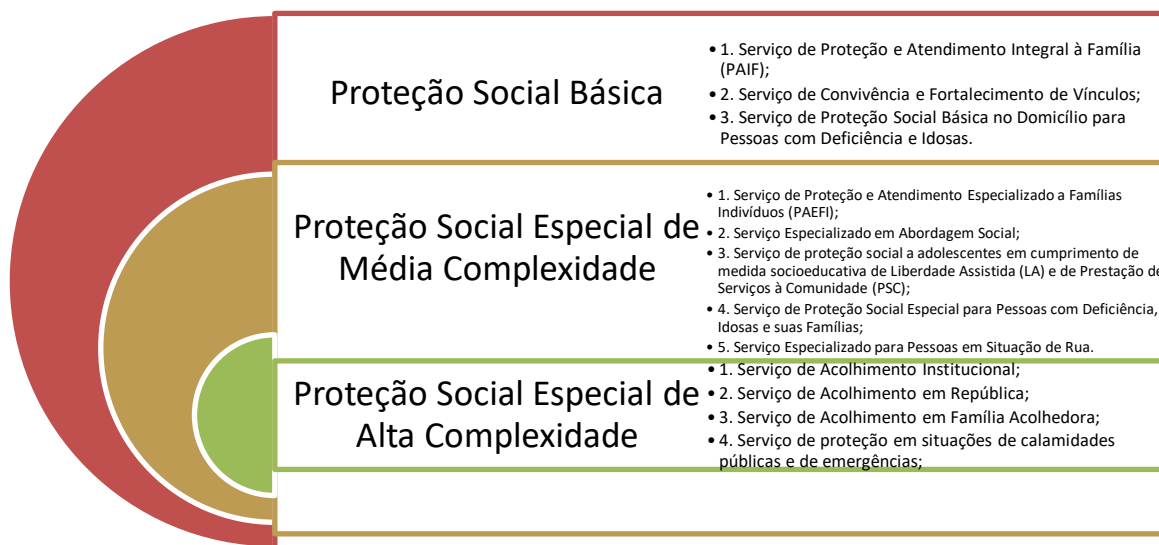 Proteção Social Básica
• 1. Serviço de Proteção e Atendimento Integral à Família
(PAIF);
• 2. Serviço de Convivência e Fortalecimento de Vínculos;
• 3. Serviço de Proteção Social Básica no Domicílio para
Pessoas com Deficiência e Idosas.
Proteção Social Especial de
Média Complexidade
• 1. Serviço de Proteção e Atendimento Especializado a Famílias
Indivíduos (PAEFI);
• 2. Serviço Especializado em Abordagem Social;
• 3. Serviço de proteção social a adolescentes em cumprimento de
medida socioeducativa de Liberdade Assistida (LA) e de Prestação de
Serviços à Comunidade (PSC);
• 4. Serviço de Proteção Social Especial para Pessoas com Deficiência,
Idosas e suas Famílias;
• 5. Serviço Especializado para Pessoas em Situação de Rua.
Proteção Social Especial de
Alta Complexidade
• 1. Serviço de Acolhimento Institucional;
• 2. Serviço de Acolhimento em República;
• 3. Serviço de Acolhimento em Família Acolhedora;
• 4. Serviço de proteção em situações de calamidades
públicas e de emergências;